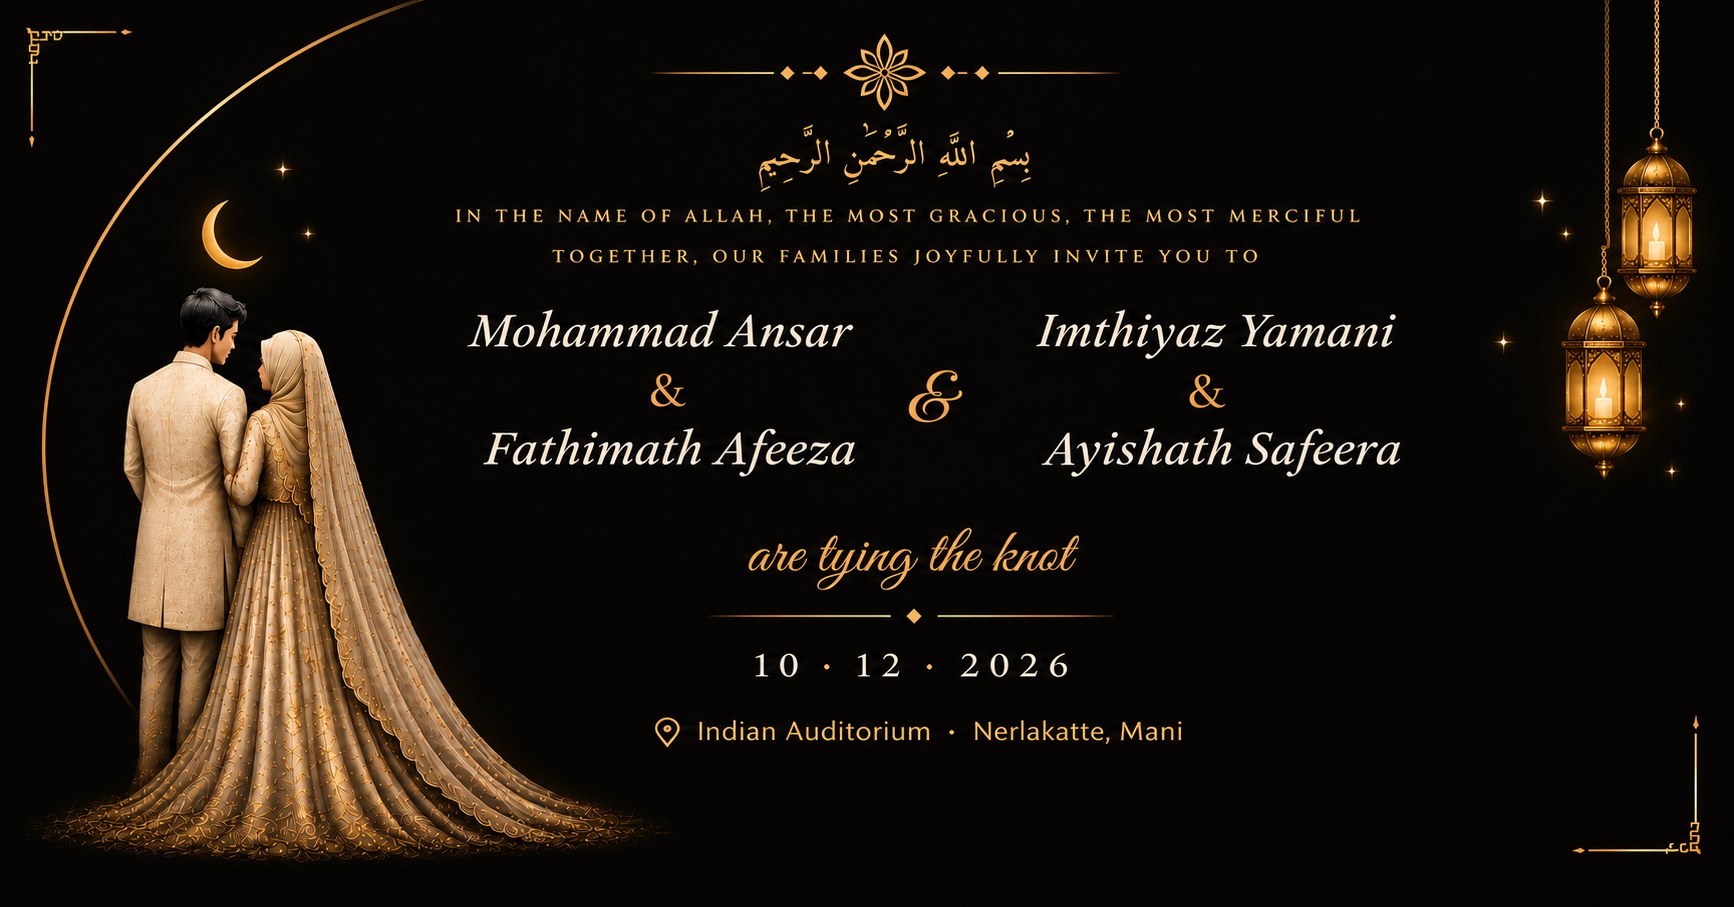 بِسْمِ اللَّهِ الرَّحْمَٰنِ الرَّحِيمِ
IN THE NAME OF ALLAH, THE MOST GRACIOUS, THE MOST MERCIFUL
TOGETHER, OUR FAMILIES JOYFULLY INVITE YOU TO
Mohammad Ansar
&
Fathimath Afeeza
&
Imthiyaz Yamani
&
Ayishath Safeera
are tying the knot
10 · 12 · 2026
Indian Auditorium · Nerlakatte, Mani